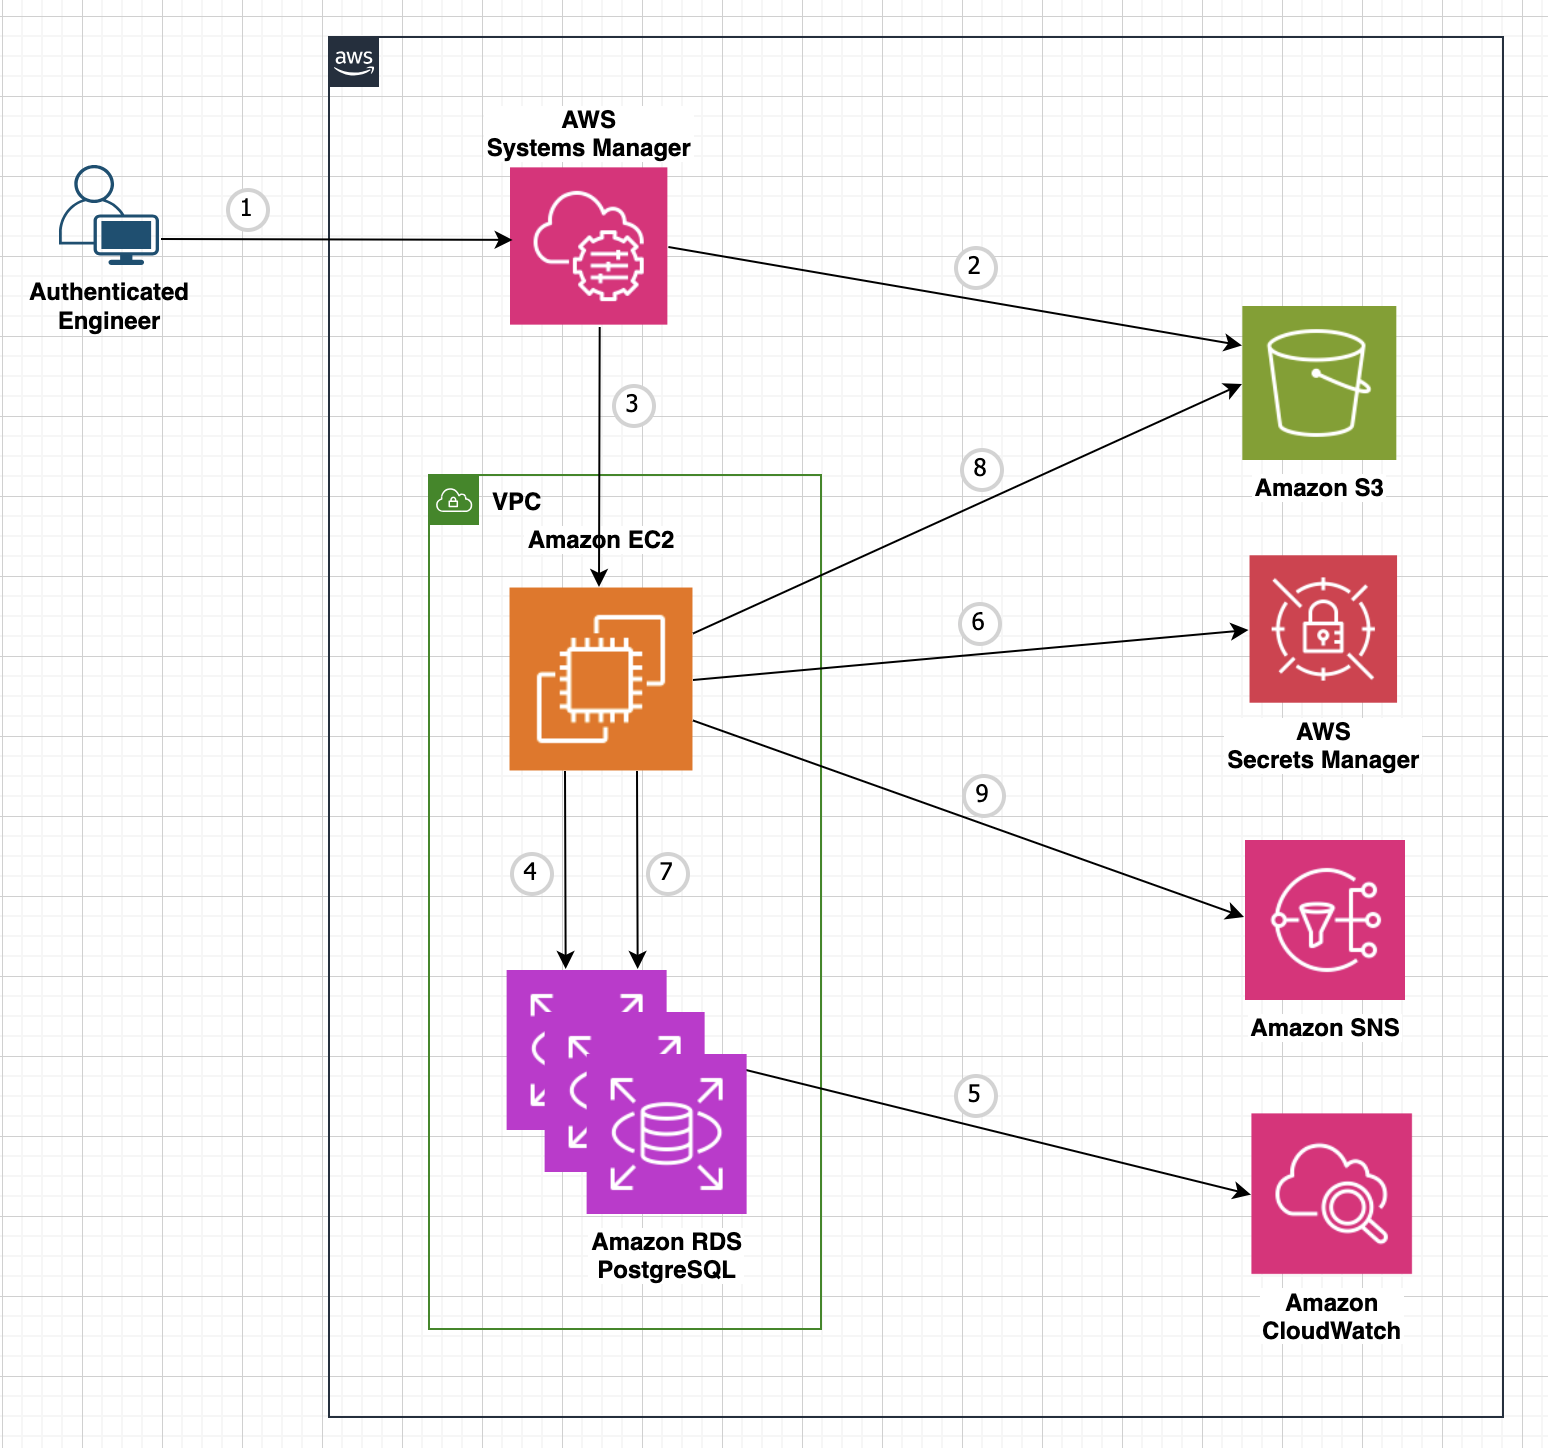 aws
AWS
Systems Manager
1
Authenticated
Engineer
2
3
Amazon S3
8
VPC
Amazon EC2
6
AWS
Secrets Manager
9
4
7
Amazon SNS
5
Amazon RDS
PostgreSQL
Amazon
CloudWatch